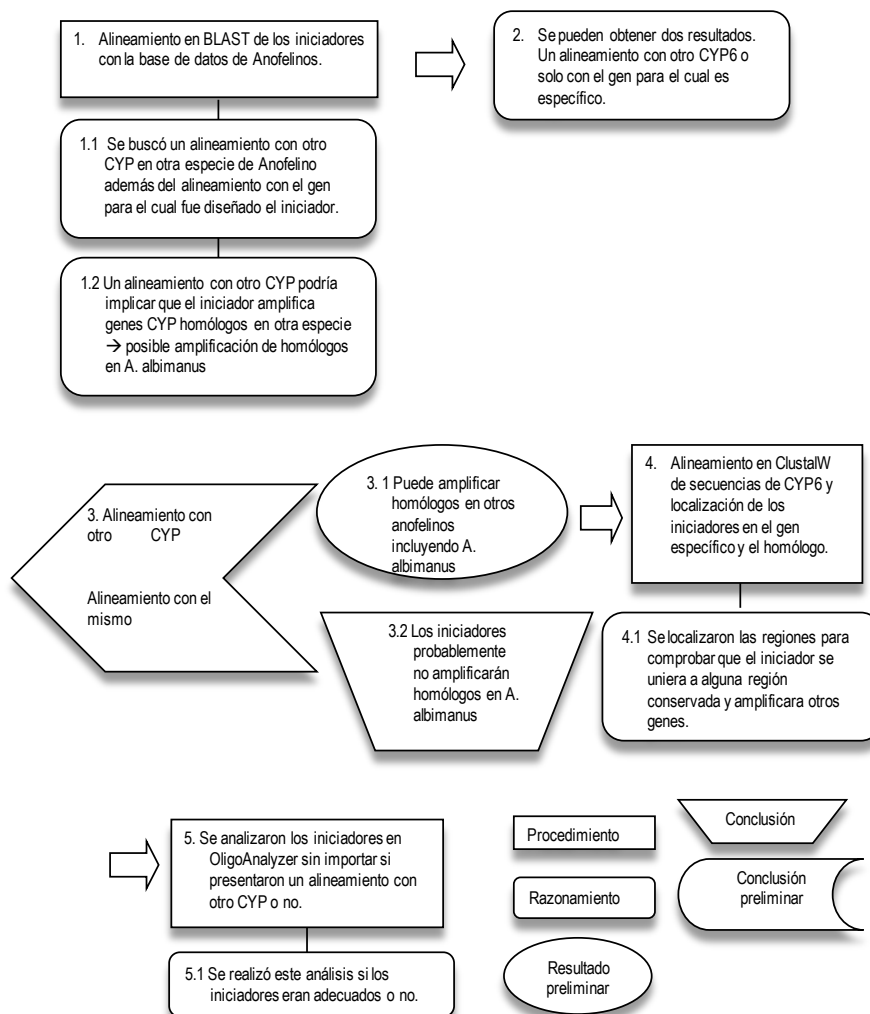 1. Alineamiento en BLAST de los iniciadores
con la base de datos de Anofelinos.
2. Se pueden obtener dos resultados.
Un alineamiento con otro CYP6 o
solo con el gen para el cual es
específico.
1.1 Se buscó un alineamiento con otro
CYP en otra especie de Anofelino
además del alineamiento con el gen
para el cual fue diseñado el iniciador.
1.2 Un alineamiento con otro CYP podría
implicar que el iniciador amplifica
genes CYP homólogos en otra especie
→ posible amplificación de homólogos
en A. albimanus
3. Alineamiento con
otro CYP
Alineamiento con el
mismo
3. 1 Puede amplificar
homólogos en otros
anofelinos
incluyendo A.
albimanus
3.2 Los iniciadores
probablemente
no amplificarán
homólogos en A.
albimanus
4. Alineamiento en ClustalW
de secuencias de CYP6 y
localización de los
iniciadores en el gen
específico y el homólogo.
4.1 Se localizaron las regiones para
comprobar que el iniciador se
uniera a alguna región
conservada y amplificara otros
genes.
5. Se analizaron los iniciadores en
OligoAnalyzer sin importar si
presentaron un alineamiento con
otro CYP o no.
5.1 Se realizó este análisis si los
iniciadores eran adecuados o no.
Procedimiento
Razonamiento
Resultado
preliminar
Conclusión
Conclusión
preliminar